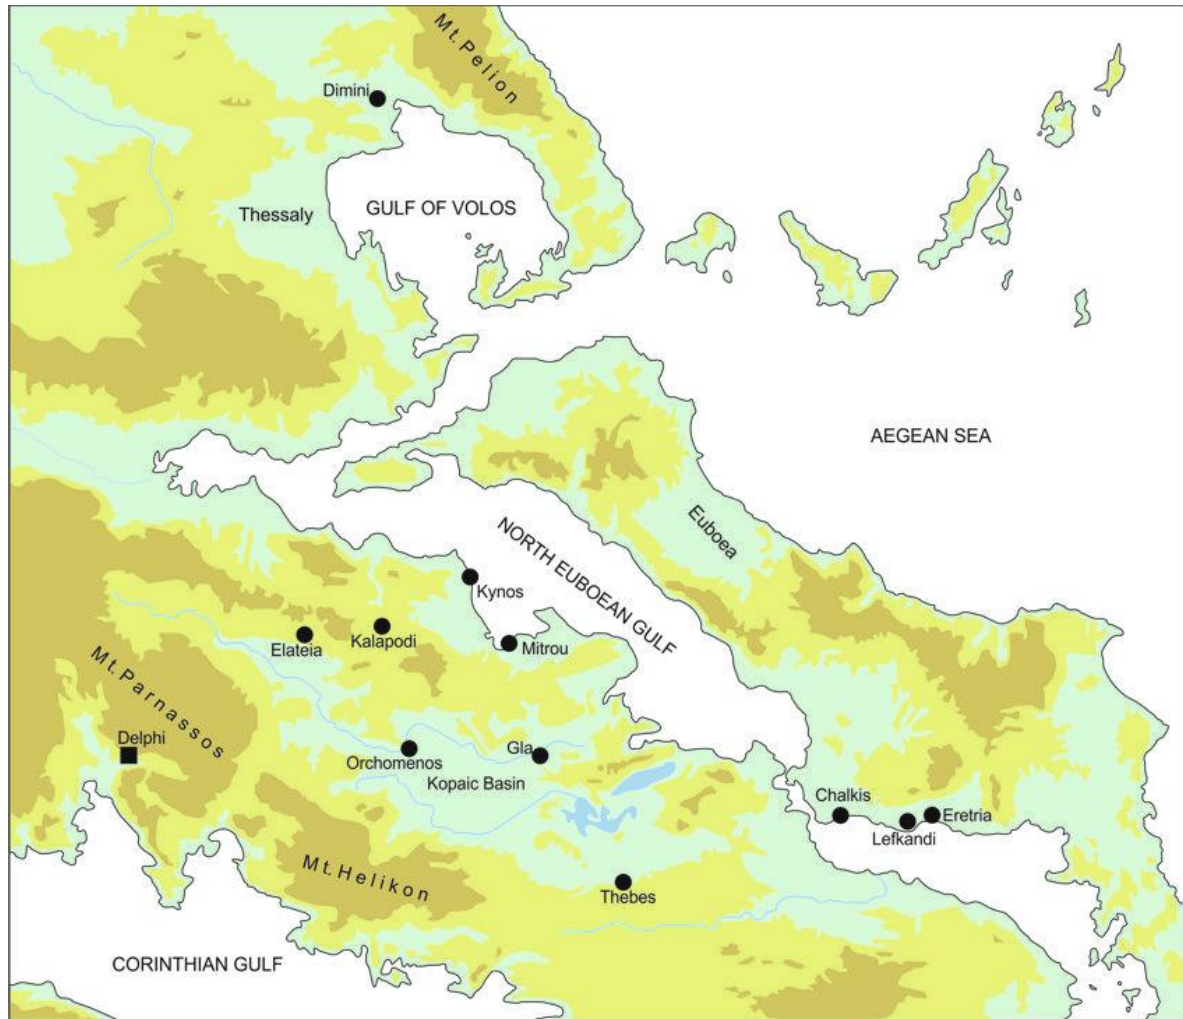 Mt. Pelion
Dimini
Thessaly
GULF OF VOLOS
AEGEAN SEA
Euboea
NORTH EUBOEAN GULF
Kynos
Kalapodi
Elateia
Mitrou
Mt. Parnassos
Delphi
Gla
Orchomenos
Kopaic Basin
Chalkis
Eretria
Lefkandi
Mt. Helikon
Thebes
CORINTHIAN GULF